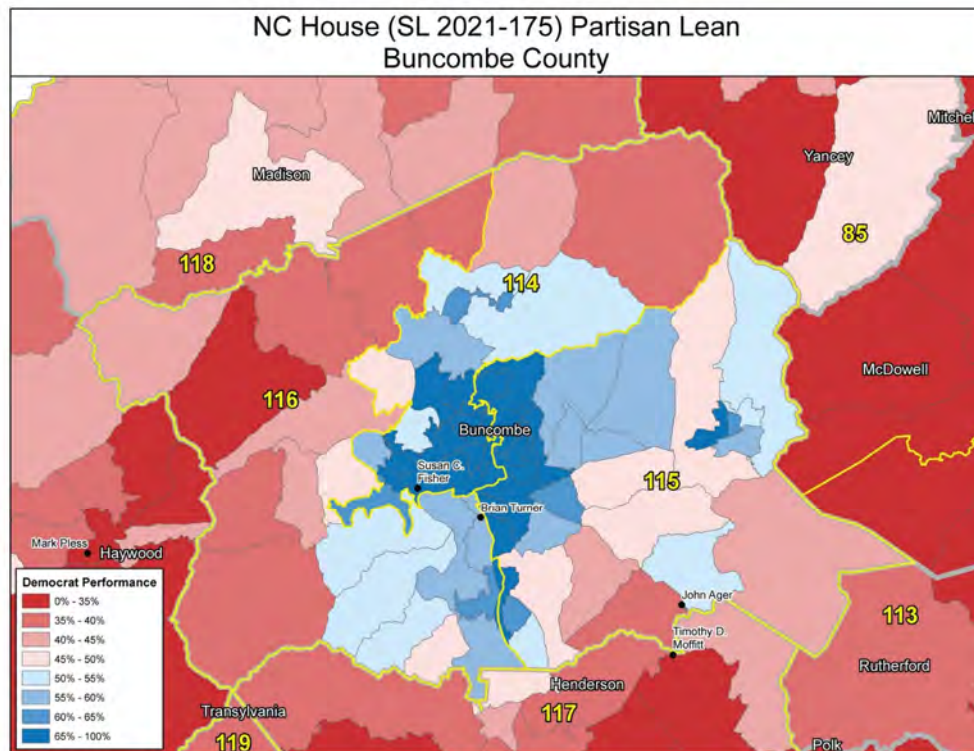 NC House (SL 2021-175) Partisan Lean
Buncombe County
Mitchel
Yancey
Madison
85
118
114
McDowell
116
Buncombe
Susan C.
Fisher
115
Brian Turner
Mark Pless
Haywood
Democrat Performance
0% - 35%
35% - 40%
40% - 45%
45% - 50%
50% - 55%
55% - 60%
60% - 65%
65% - 100%
John Ager
113
Timothy D.
Moffitt
Rutherford
Henderson
Transylvania
117
119
Polk